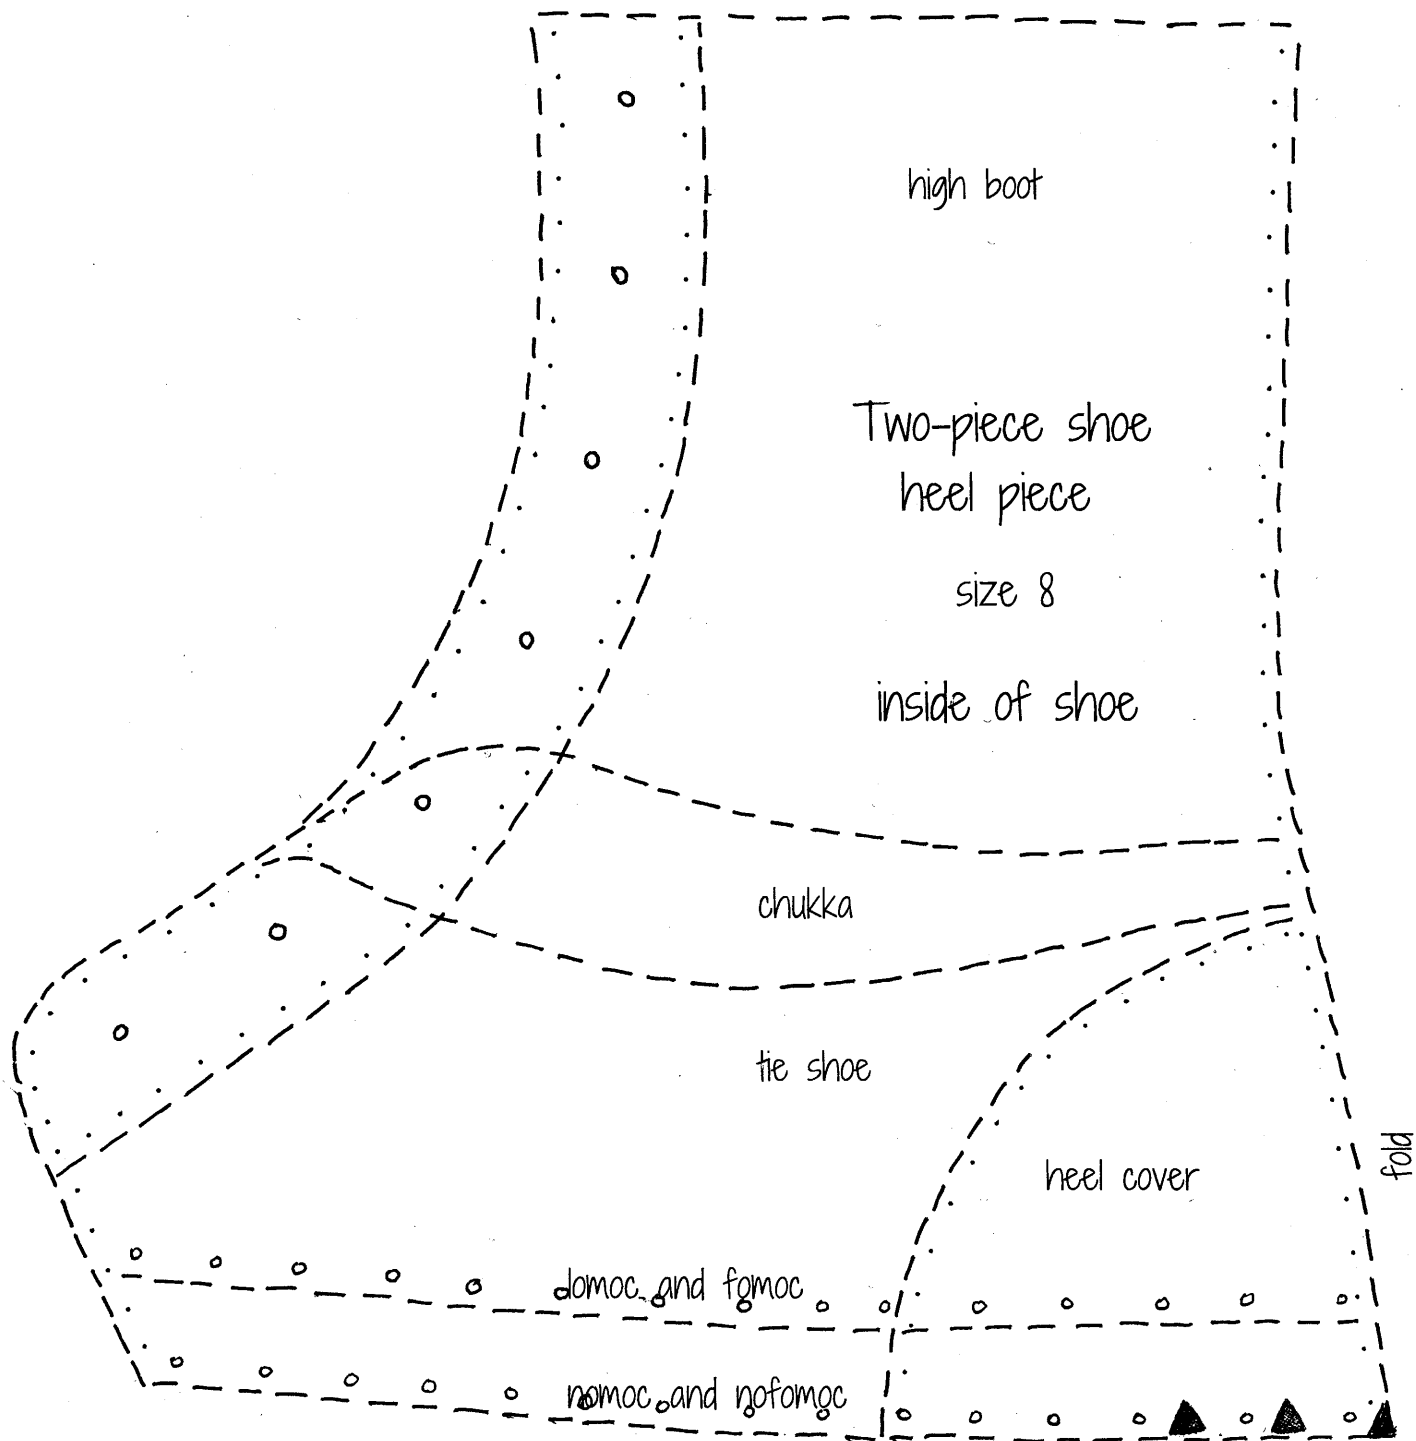 high boot
Two-piece shoe
heel piece
size 8
inside of shoe
chukka
tie shoe
heel cover
fold
domoc and fomoc
nomoc and nofomoc